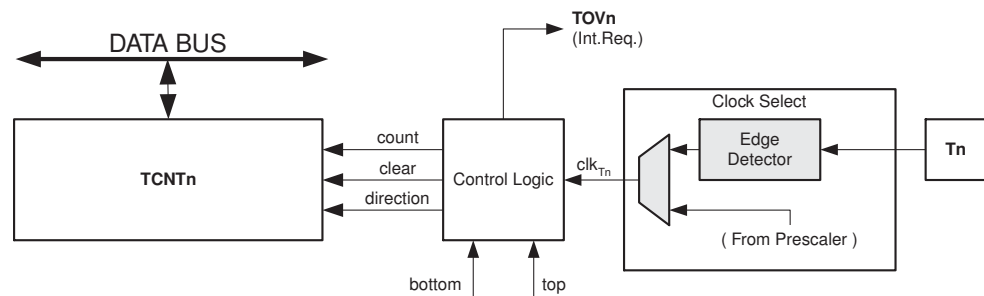 TOVn
(Int.Req.)
DATA BUS
Clock Select
TCNTn
count
clear
direction
Control Logic
clkTn
Edge
Detector
Tn
( From Prescaler )
bottom
top